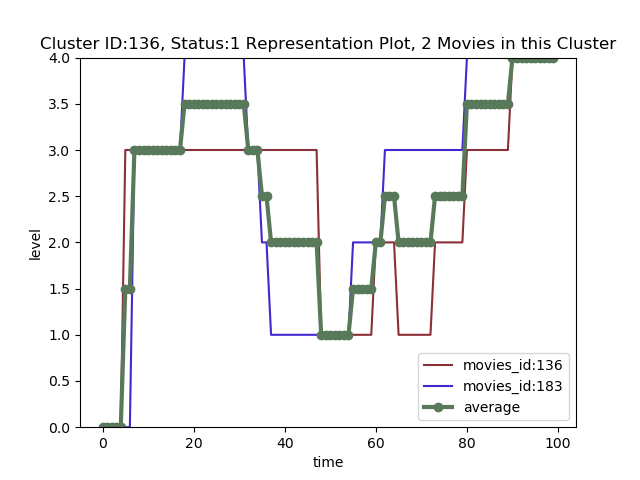 Cluster ID:136, Status:1 Representation Plot, 2 Movies in this Cluster
4.0
3.5
3.0
2.5
2.0
1.5
1.0
0.5
0.0
level
0 20 40 60 80 100
time
movies_id:136
movies_id:183
average